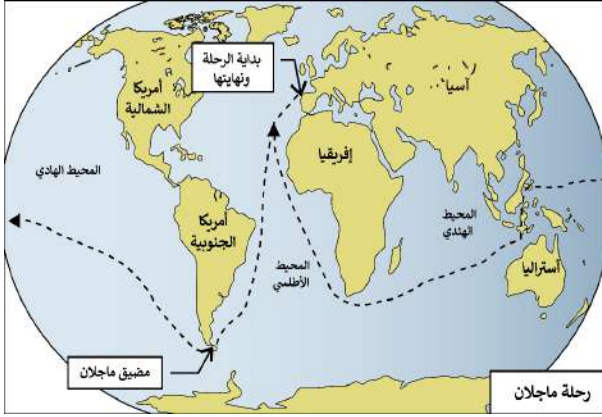 بداية الرحلة
ونهايتها
آسيا
أمريكا
الشمالية
إفريقيا
المحيط الهادي
أمريكا
الجنوبية
المحيط
الهندي
المحيط
الأطلسي
أستراليا
مضيق ماجلان
رحلة ماجلان